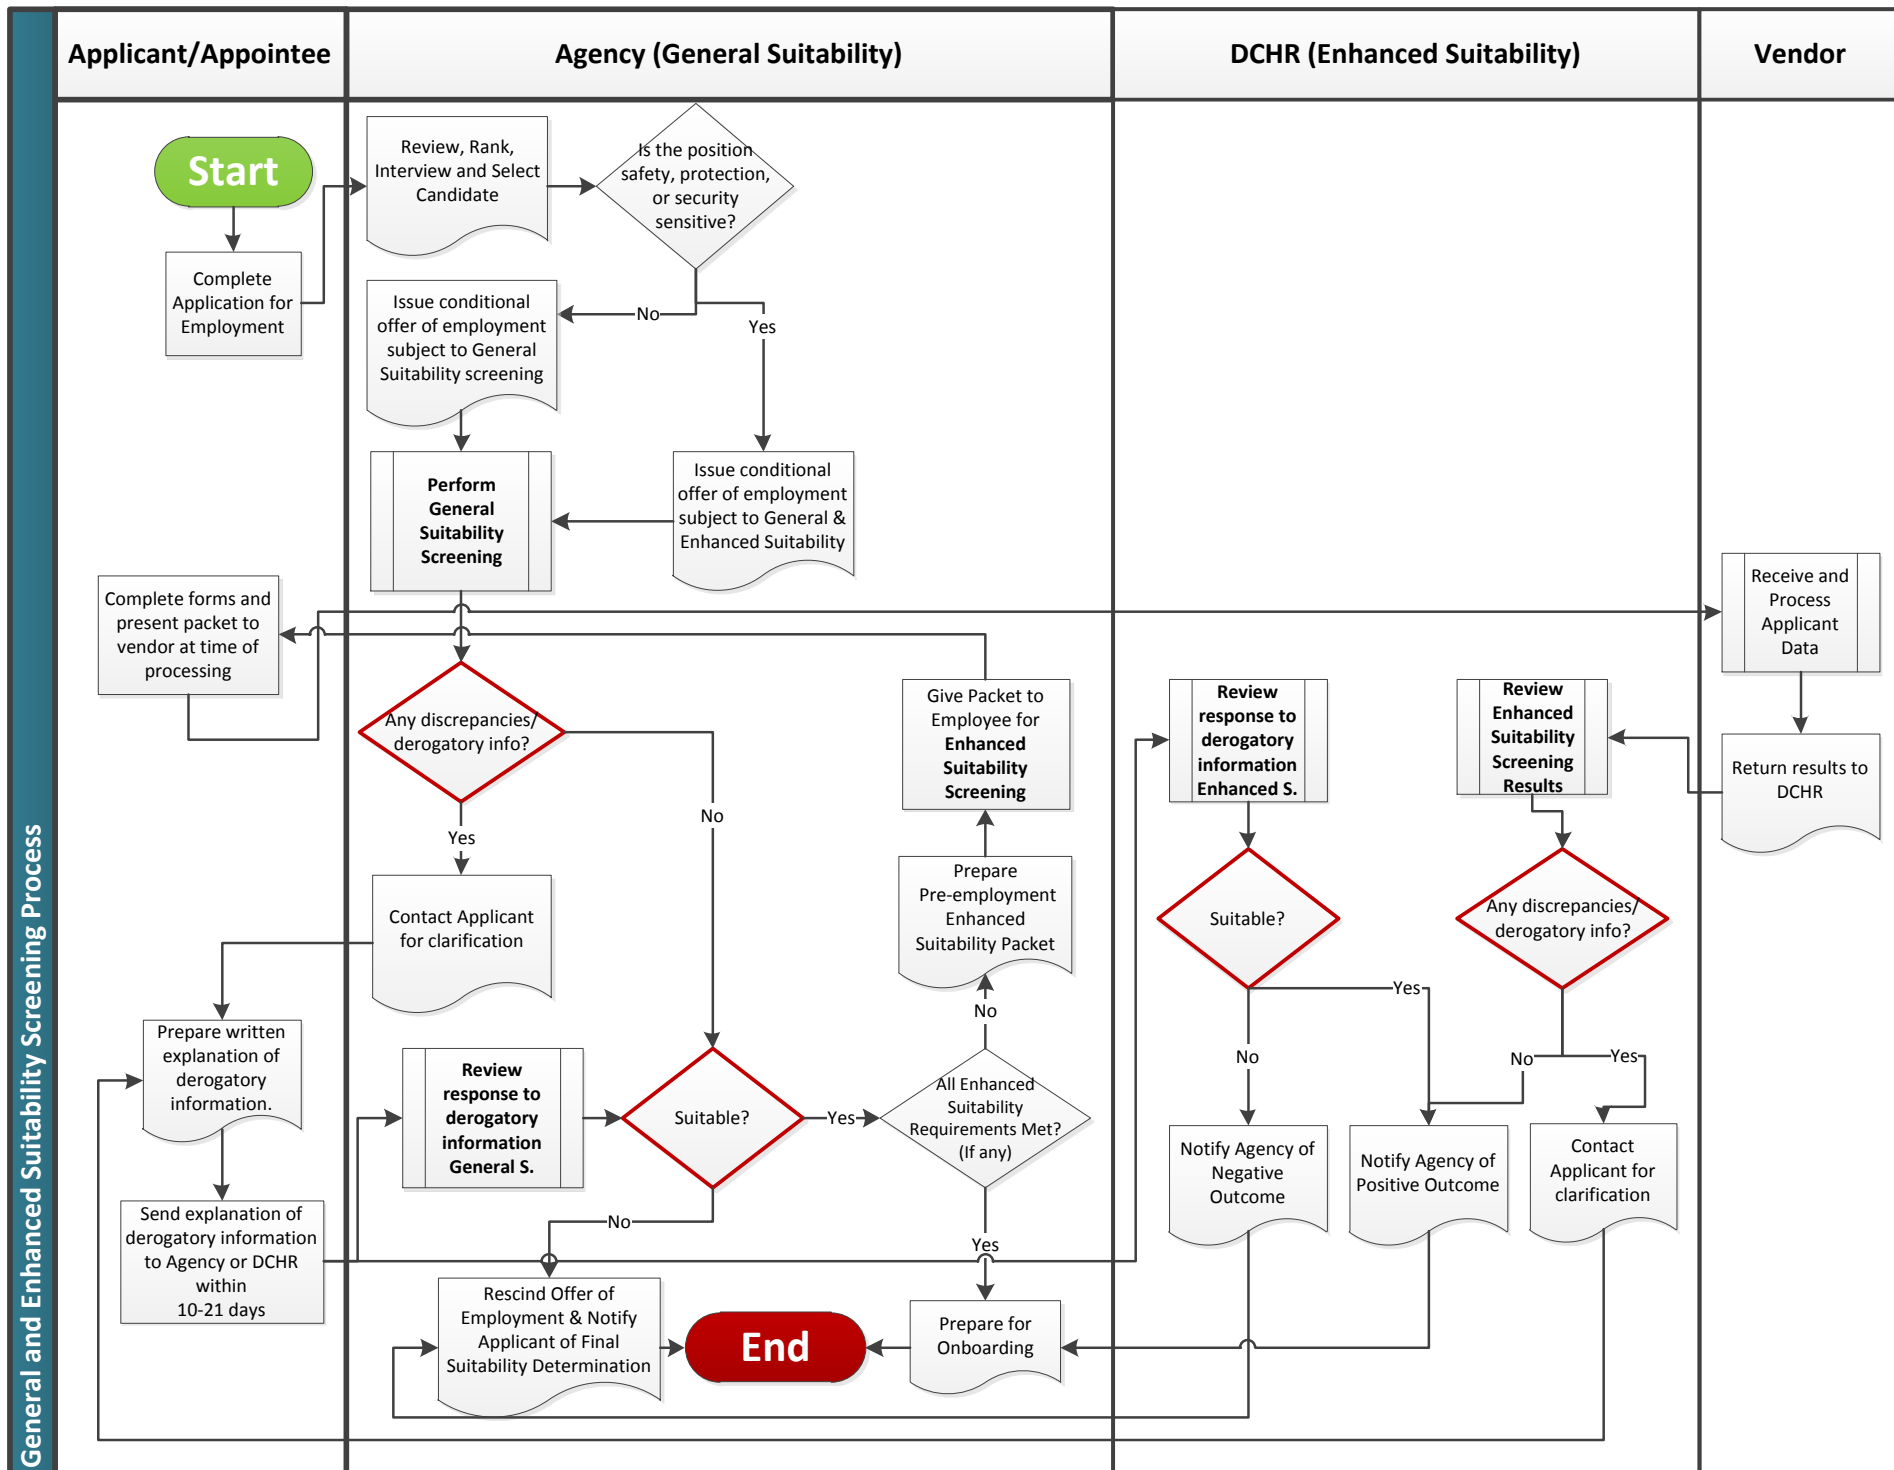 General and Enhanced Suitability Screening Process
Applicant/Appointee
Agency (General Suitability)
DCHR (Enhanced Suitability)
Vendor
Start
Complete
Application for
Employment
Review, Rank,
Interview and Select
Candidate
Is the position
safety, protection,
or security
sensitive?
No
Yes
Issue conditional
offer of employment
subject to General
Suitability screening
Issue conditional
offer of employment
subject to General &
Enhanced Suitability
Perform
General
Suitability
Screening
Complete forms and
present packet to
vendor at time of
processing
Receive and
Process
Applicant
Data
Return results to
DCHR
Any discrepancies/
derogatory info?
No
Yes
Give Packet to
Employee for
Enhanced
Suitability
Screening
Prepare
Pre-employment
Enhanced
Suitability Packet
No
Review
response to
derogatory
information
Enhanced S.
Review
Enhanced
Suitability
Screening
Results
Suitable?
Any discrepancies/
derogatory info?
Yes
No
No
Yes
Contact Applicant
for clarification
Prepare written
explanation of
derogatory
information.
Send explanation of
derogatory information
to Agency or DCHR
within
10-21 days
Review
response to
derogatory
information
General S.
Suitable?
Yes
No
All Enhanced
Suitability
Requirements Met?
(If any)
Yes
Notify Agency of
Negative
Outcome
Notify Agency of
Positive Outcome
Contact
Applicant for
clarification
Rescind Offer of
Employment & Notify
Applicant of Final
Suitability Determination
End
Prepare for
Onboarding